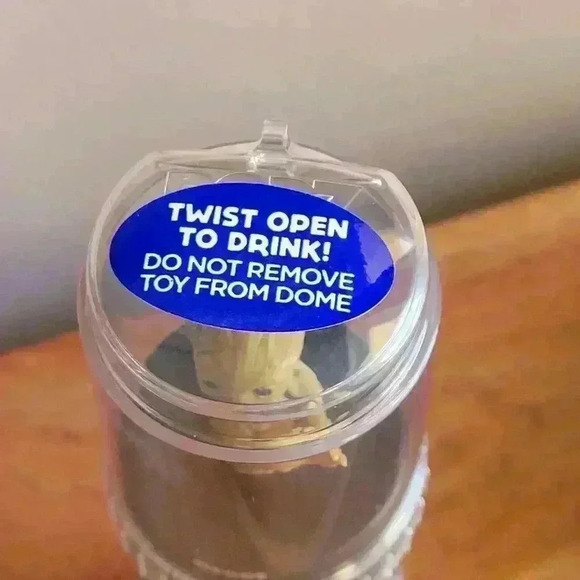 TWIST OPEN
TO DRINK!
DO NOT REMOVE
TOY FROM DOME